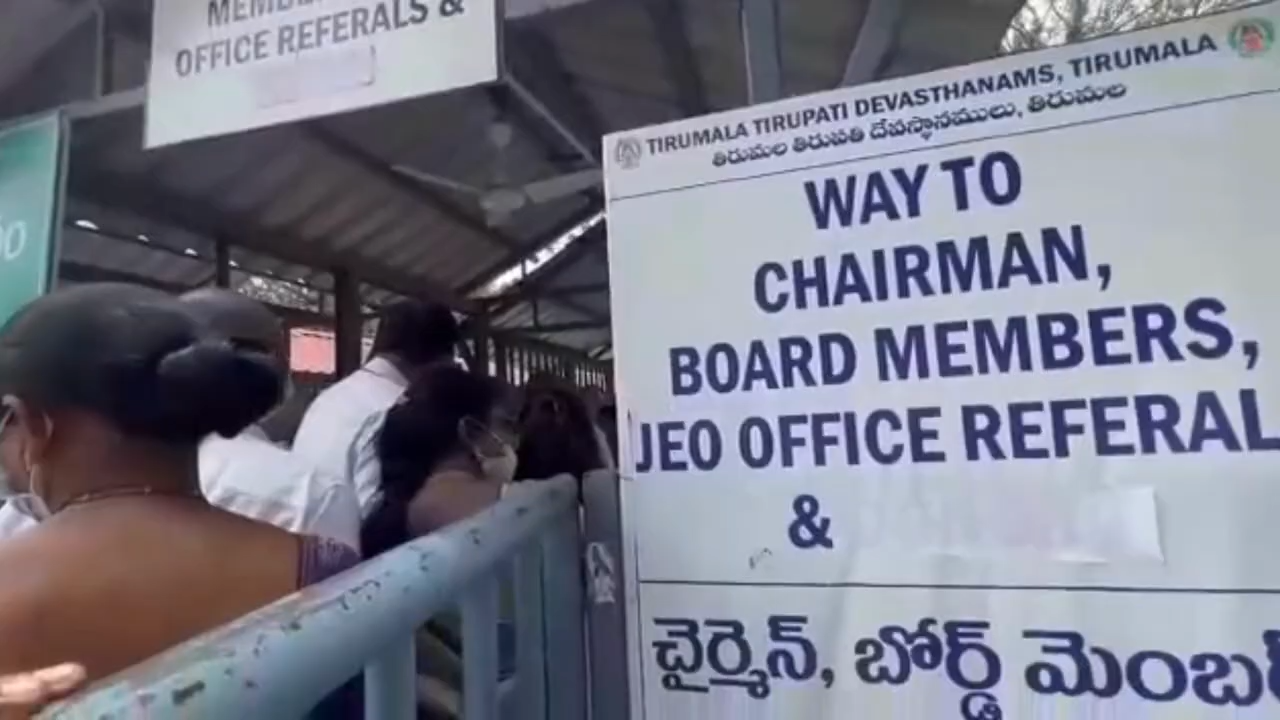 OFFICE REFERALS &
TIRUMALA TIRUPATI DEVASTHANAMS, TIRUMALA
తిరుమల తిరుపతి దేవస్థానములు, తిరుమల
WAY TO
CHAIRMAN,
BOARD MEMBERS,
JEO OFFICE REFERAL
&
చైర్మెన్, బోర్డ్ మెంబర్